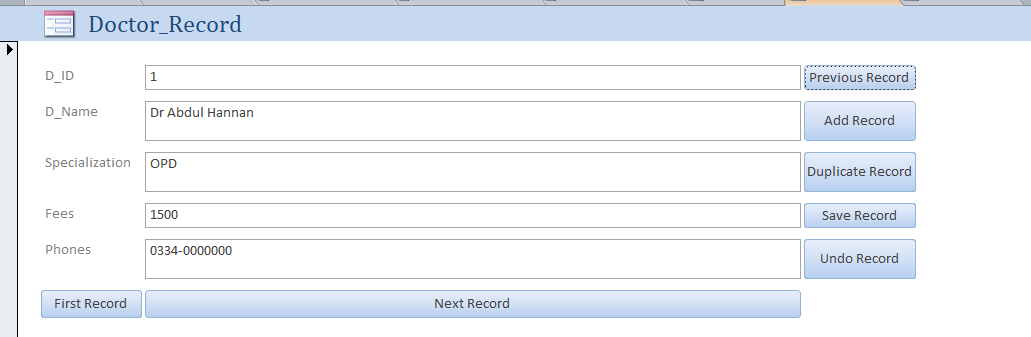 Doctor_Record
D_ID
1
Previous Record
D_Name
Dr Abdul Hannan
Add Record
Specialization
OPD
Duplicate Record
Fees
1500
Save Record
Phones
0334-0000000
Undo Record
First Record
Next Record